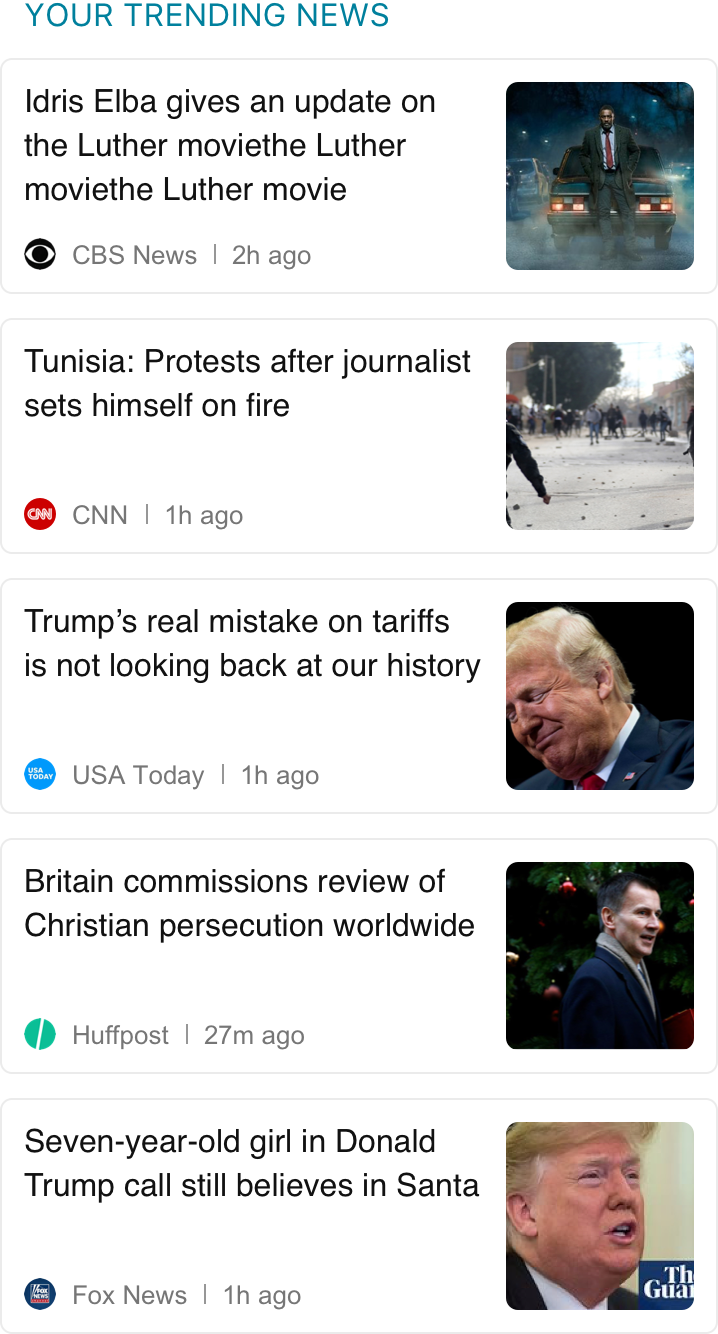 YOUR TRENDING NEWS
Idris Elba gives an update on
the Luther moviethe Luther
moviethe Luther movie
CBS News | 2h ago
Tunisia: Protests after journalist
sets himself on fire
CNN
CNN | 1h ago
Trump’s real mistake on tariffs
is not looking back at our history
USA
TODAY
USA Today | 1h ago
Britain commissions review of
Christian persecution worldwide
Huffpost | 27m ago
Seven-year-old girl in Donald
Trump call still believes in Santa
Th
Guar
FOX
NEWS
Fox News | 1h ago